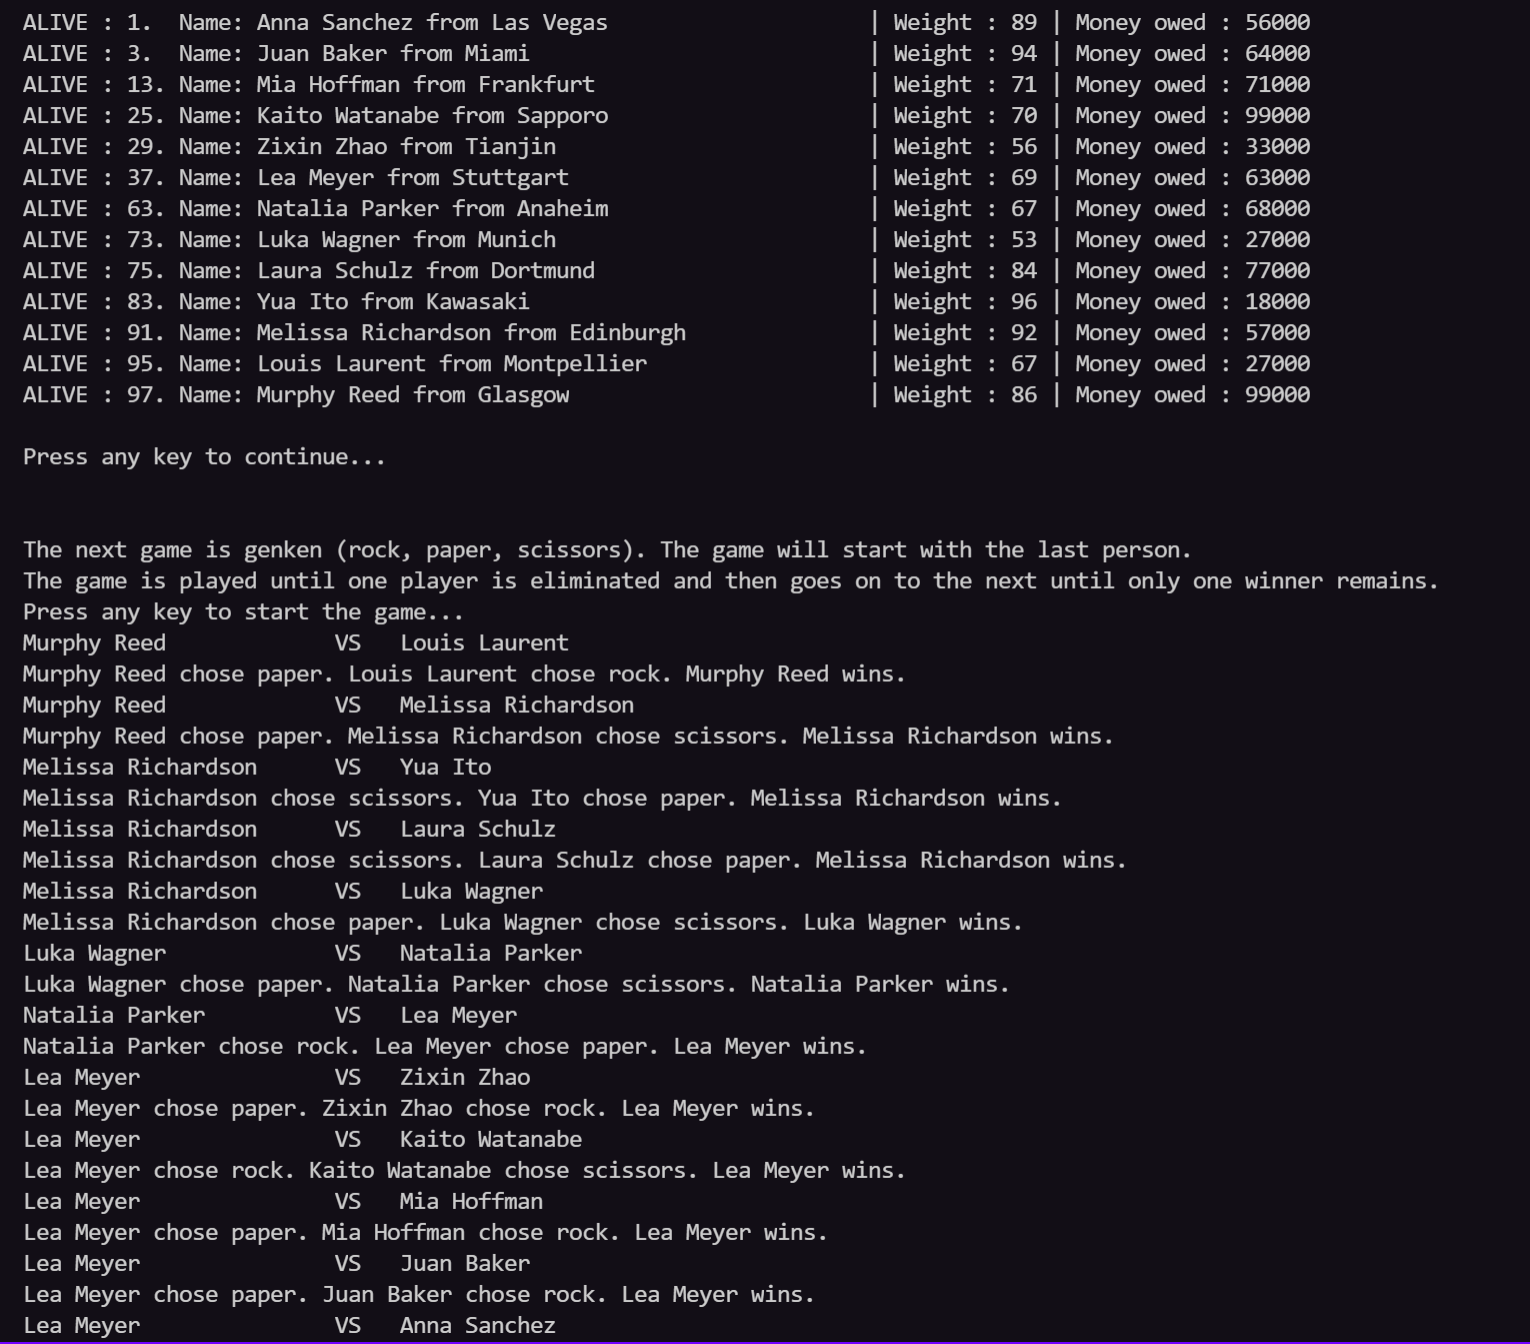 ALIVE : 1.  Name: Anna Sanchez from Las Vegas                    | Weight : 89 | Money owed : 56000
ALIVE : 3.  Name: Juan Baker from Miami                          | Weight : 94 | Money owed : 64000
ALIVE : 13. Name: Mia Hoffman from Frankfurt                     | Weight : 71 | Money owed : 71000
ALIVE : 25. Name: Kaito Watanabe from Sapporo                    | Weight : 70 | Money owed : 99000
ALIVE : 29. Name: Zixin Zhao from Tianjin                        | Weight : 56 | Money owed : 33000
ALIVE : 37. Name: Lea Meyer from Stuttgart                       | Weight : 69 | Money owed : 63000
ALIVE : 63. Name: Natalia Parker from Anaheim                    | Weight : 67 | Money owed : 68000
ALIVE : 73. Name: Luka Wagner from Munich                        | Weight : 53 | Money owed : 27000
ALIVE : 75. Name: Laura Schulz from Dortmund                     | Weight : 84 | Money owed : 77000
ALIVE : 83. Name: Yua Ito from Kawasaki                          | Weight : 96 | Money owed : 18000
ALIVE : 91. Name: Melissa Richardson from Edinburgh              | Weight : 92 | Money owed : 57000
ALIVE : 95. Name: Louis Laurent from Montpellier                 | Weight : 67 | Money owed : 27000
ALIVE : 97. Name: Murphy Reed from Glasgow                       | Weight : 86 | Money owed : 99000
Press any key to continue...
The next game is genken (rock, paper, scissors). The game will start with the last person.
The game is played until one player is eliminated and then goes on to the next until only one winner remains.
Press any key to start the game...
Murphy Reed             VS   Louis Laurent
Murphy Reed chose paper. Louis Laurent chose rock. Murphy Reed wins.
Murphy Reed             VS   Melissa Richardson
Murphy Reed chose paper. Melissa Richardson chose scissors. Melissa Richardson wins.
Melissa Richardson      VS   Yua Ito
Melissa Richardson chose scissors. Yua Ito chose paper. Melissa Richardson wins.
Melissa Richardson      VS   Laura Schulz
Melissa Richardson chose scissors. Laura Schulz chose paper. Melissa Richardson wins.
Melissa Richardson      VS   Luka Wagner
Melissa Richardson chose paper. Luka Wagner chose scissors. Luka Wagner wins.
Luka Wagner             VS   Natalia Parker
Luka Wagner chose paper. Natalia Parker chose scissors. Natalia Parker wins.
Natalia Parker          VS   Lea Meyer
Natalia Parker chose rock. Lea Meyer chose paper. Lea Meyer wins.
Lea Meyer               VS   Zixin Zhao
Lea Meyer chose paper. Zixin Zhao chose rock. Lea Meyer wins.
Lea Meyer               VS   Kaito Watanabe
Lea Meyer chose rock. Kaito Watanabe chose scissors. Lea Meyer wins.
Lea Meyer               VS   Mia Hoffman
Lea Meyer chose paper. Mia Hoffman chose rock. Lea Meyer wins.
Lea Meyer               VS   Juan Baker
Lea Meyer chose paper. Juan Baker chose rock. Lea Meyer wins.
Lea Meyer               VS   Anna Sanchez